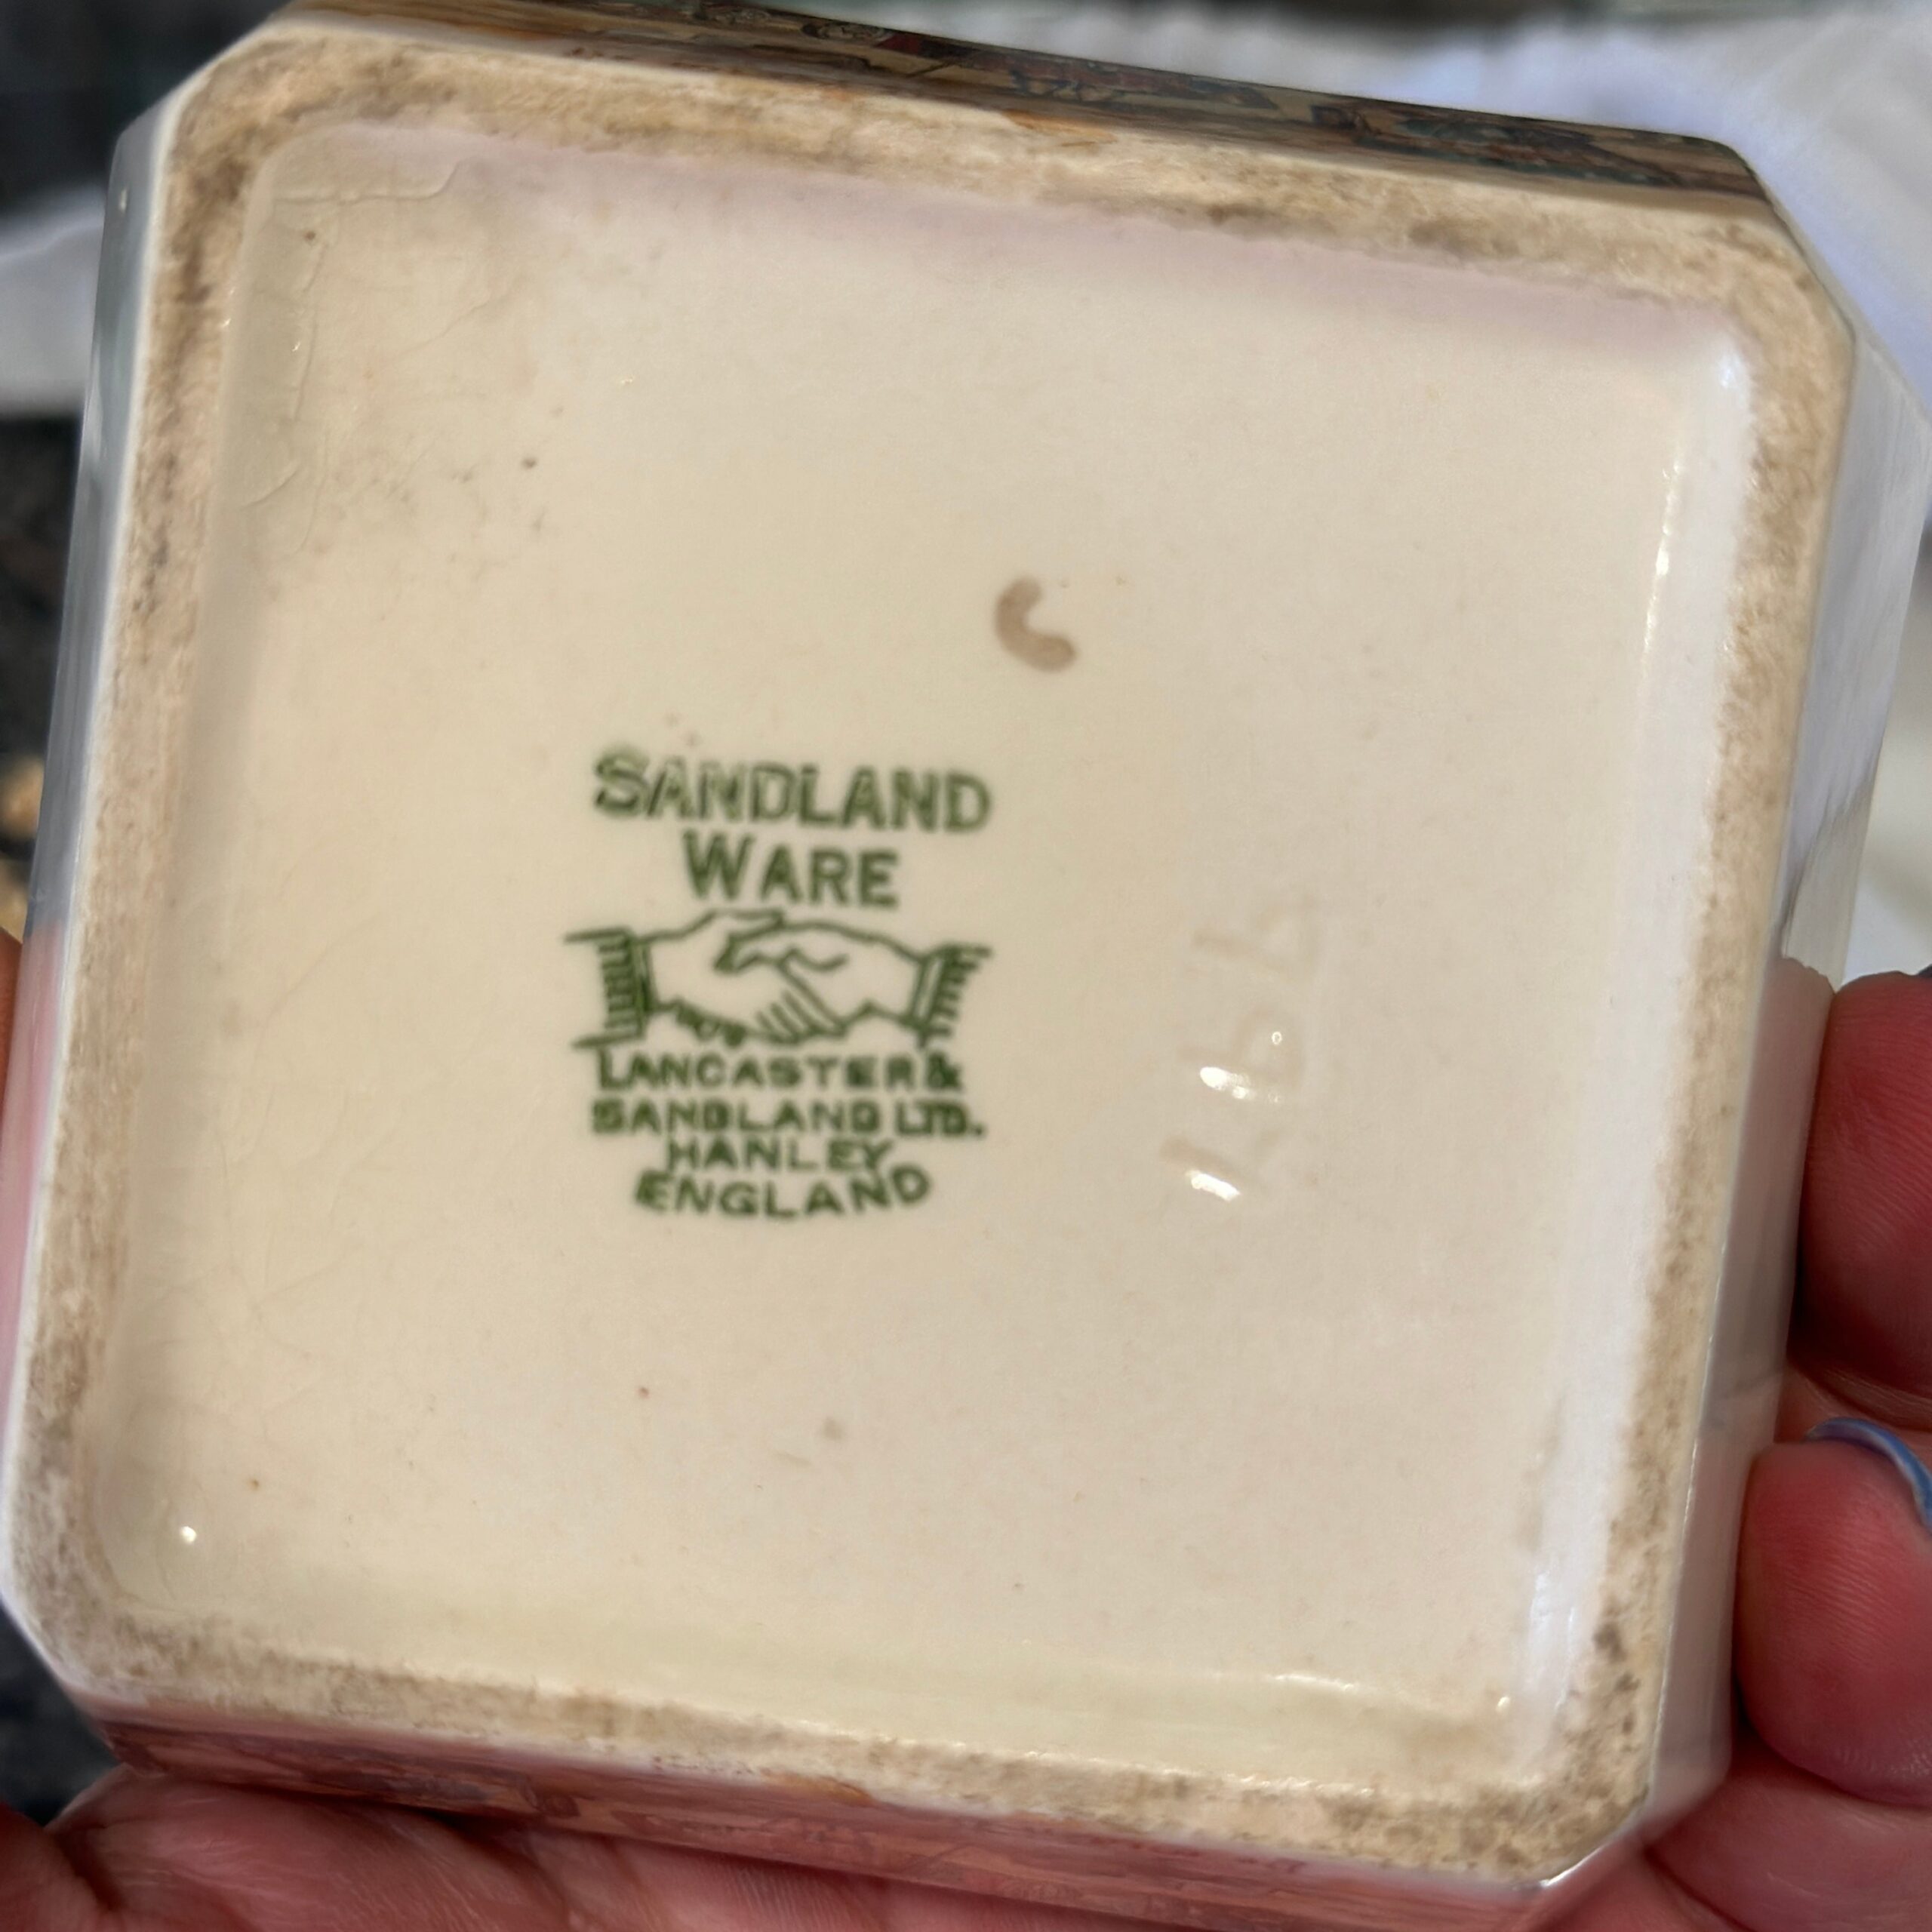 SANDLAND
WARE
LANCASTER &
SANDLAND LTD.
HANLEY
ENGLAND